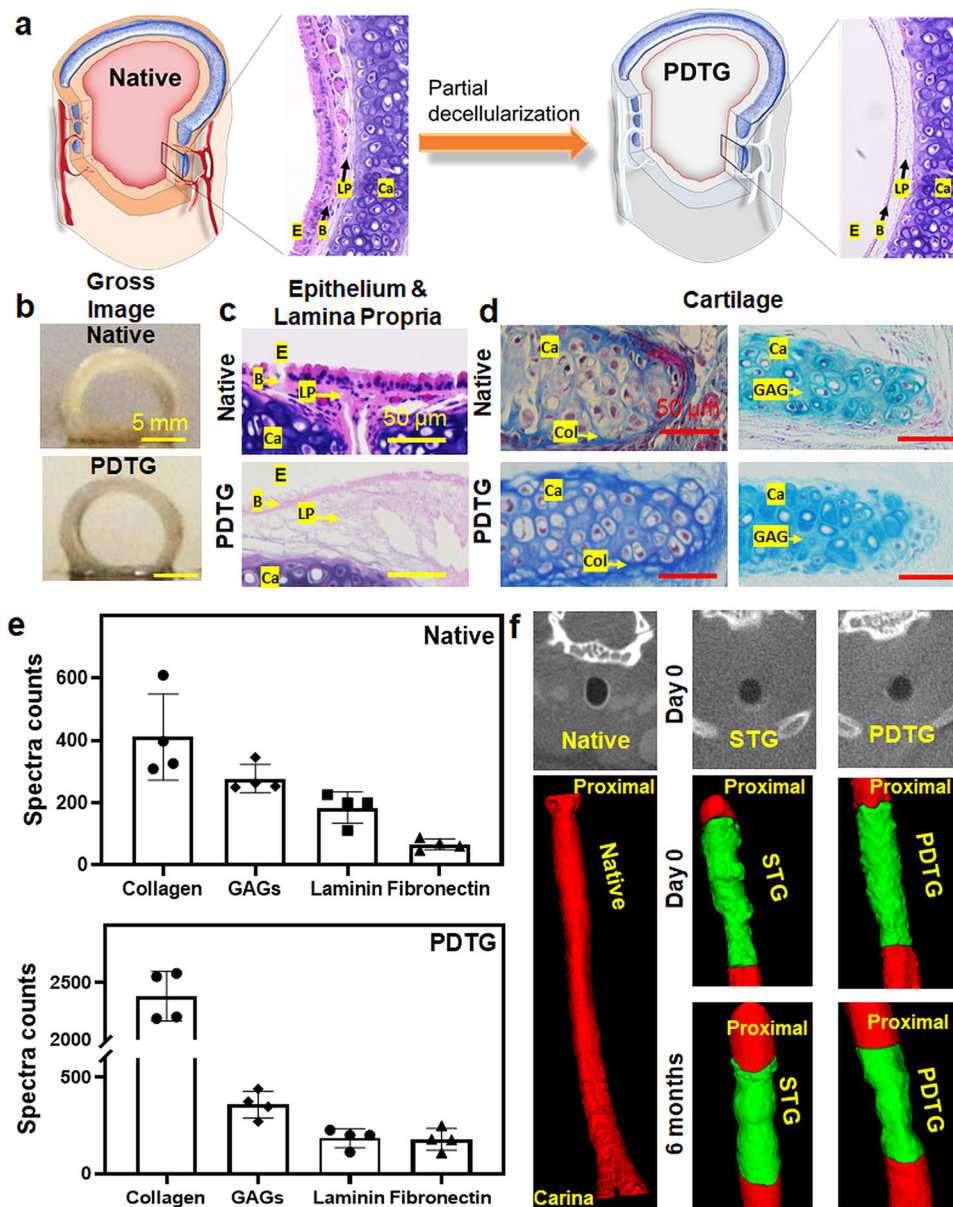 a
Native
E
B
LP
Ca
Partial
decellularization
PDTG
E
B
LP
Ca
b
Gross
Image
Native
5 mm
PDTG
c
Epithelium &
Lamina Propria
Native
E
B
LP
Ca
50 µm
PDTG
E
B
LP
Ca
d
Cartilage
Native
Ca
Col
50 µm
Ca
GAG
PDTG
Ca
Col
Ca
GAG
e
Native
Spectra counts
600
400
200
0
Collagen GAGs Laminin Fibronectin
PDTG
Spectra counts
2500
2000
500
0
Collagen GAGs Laminin Fibronectin
f
Native
Day 0
STG
PDTG
Proximal
Native
Carina
Day 0
Proximal
STG
Proximal
PDTG
6 months
Proximal
STG
Proximal
PDTG